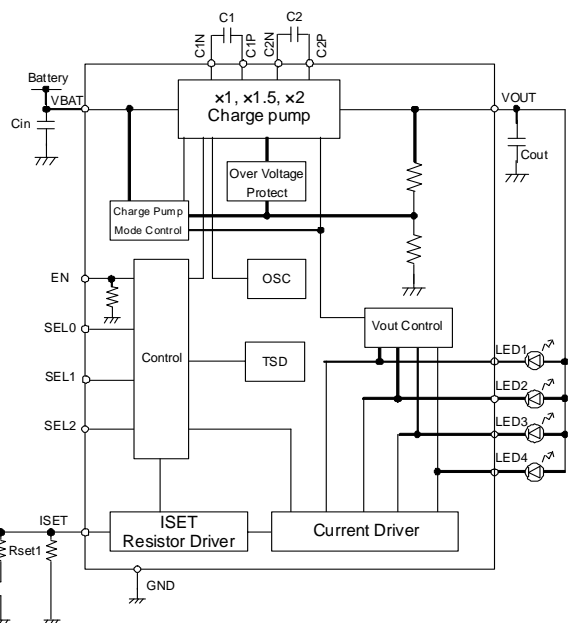 C1
C2
C1N
C1P
C2N
C2P
Battery
VBAT
×1, ×1.5, ×2
Charge pump
VOUT
Cin
Cout
Over Voltage
Protect
Charge Pump
Mode Control
EN
OSC
SEL0
Vout Control
Control
TSD
LED1
SEL1
LED2
SEL2
LED3
LED4
ISET
ISET
Resistor Driver
Current Driver
Rset1
GND